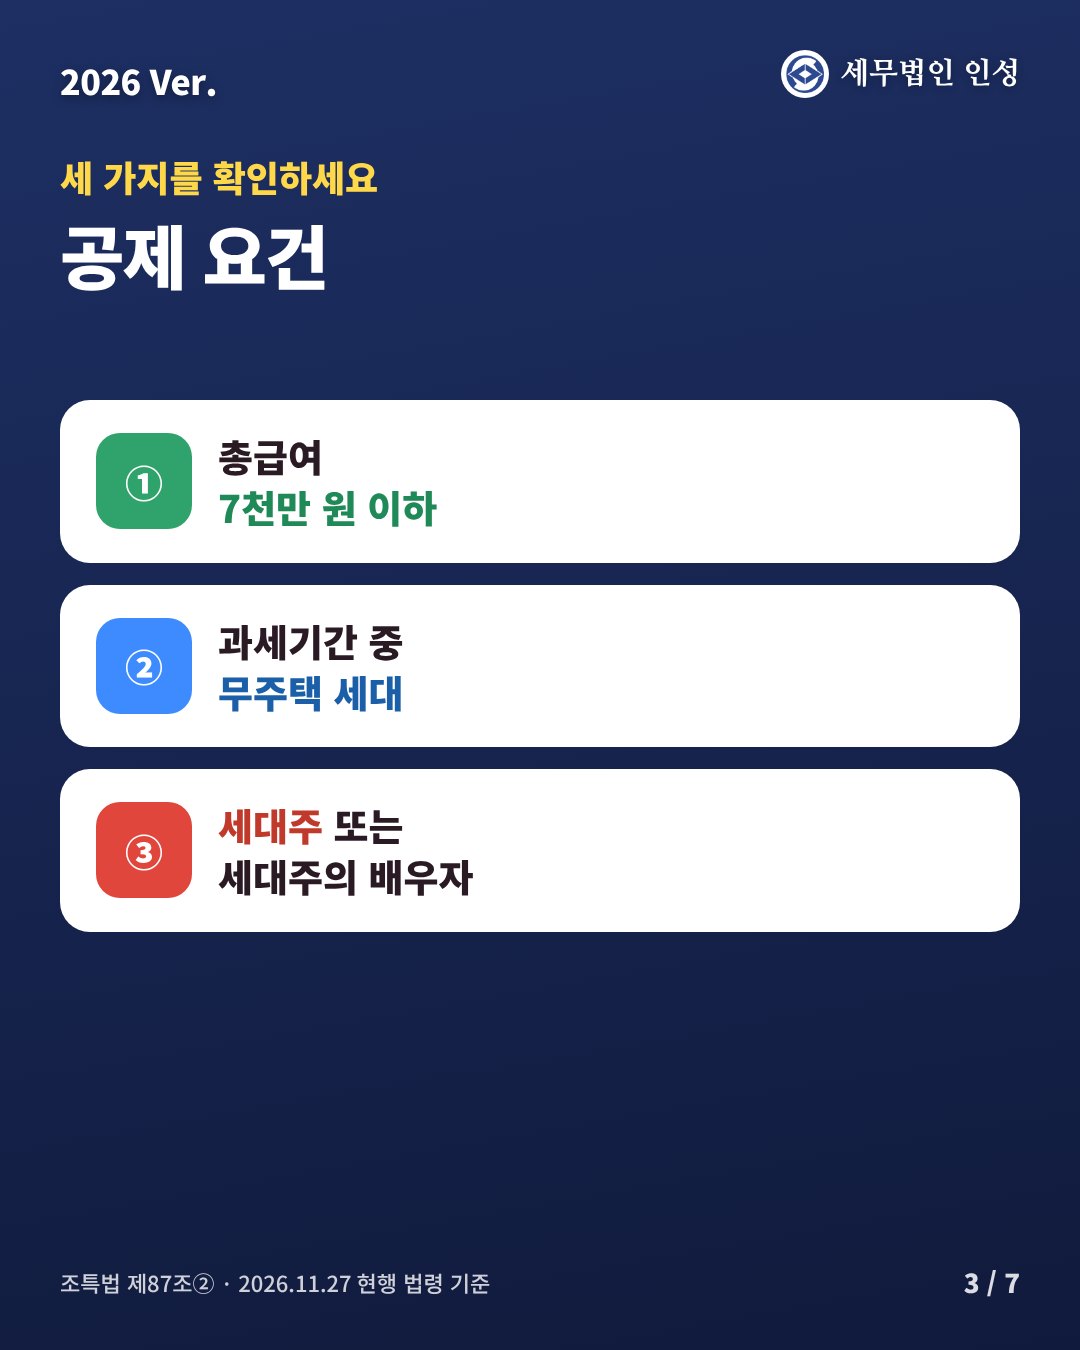 2026 Ver.
세무법인 인성
세 가지를 확인하세요
공제 요건
①
총급여
7천만 원 이하
②
과세기간 중
무주택 세대
③
세대주 또는
세대주의 배우자
조특법 제87조② · 2026.11.27 현행 법령 기준
3 / 7